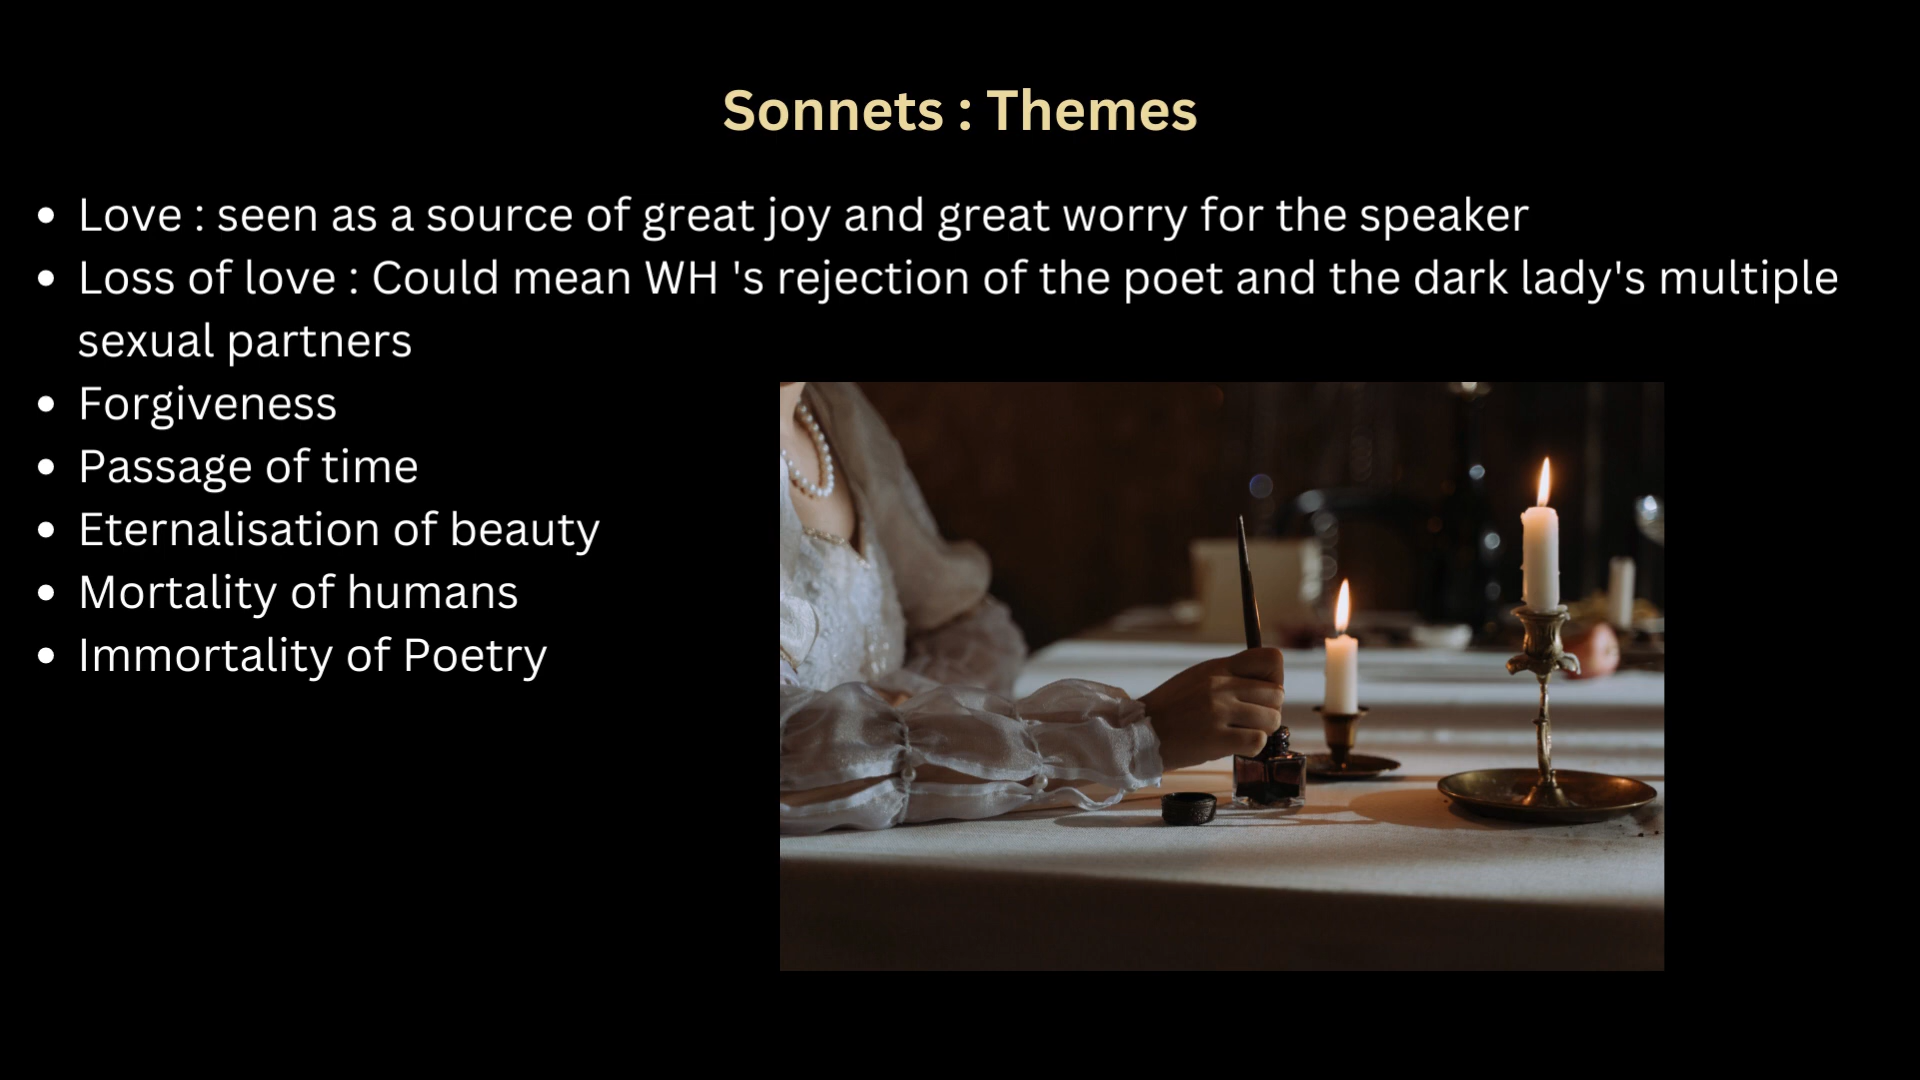 Sonnets : Themes
Love : seen as a source of great joy and great worry for the speaker
Loss of love : Could mean WH 's rejection of the poet and the dark lady's multiple
sexual partners
Forgiveness
Passage of time
Eternalisation of beauty
Mortality of humans
Immortality of Poetry